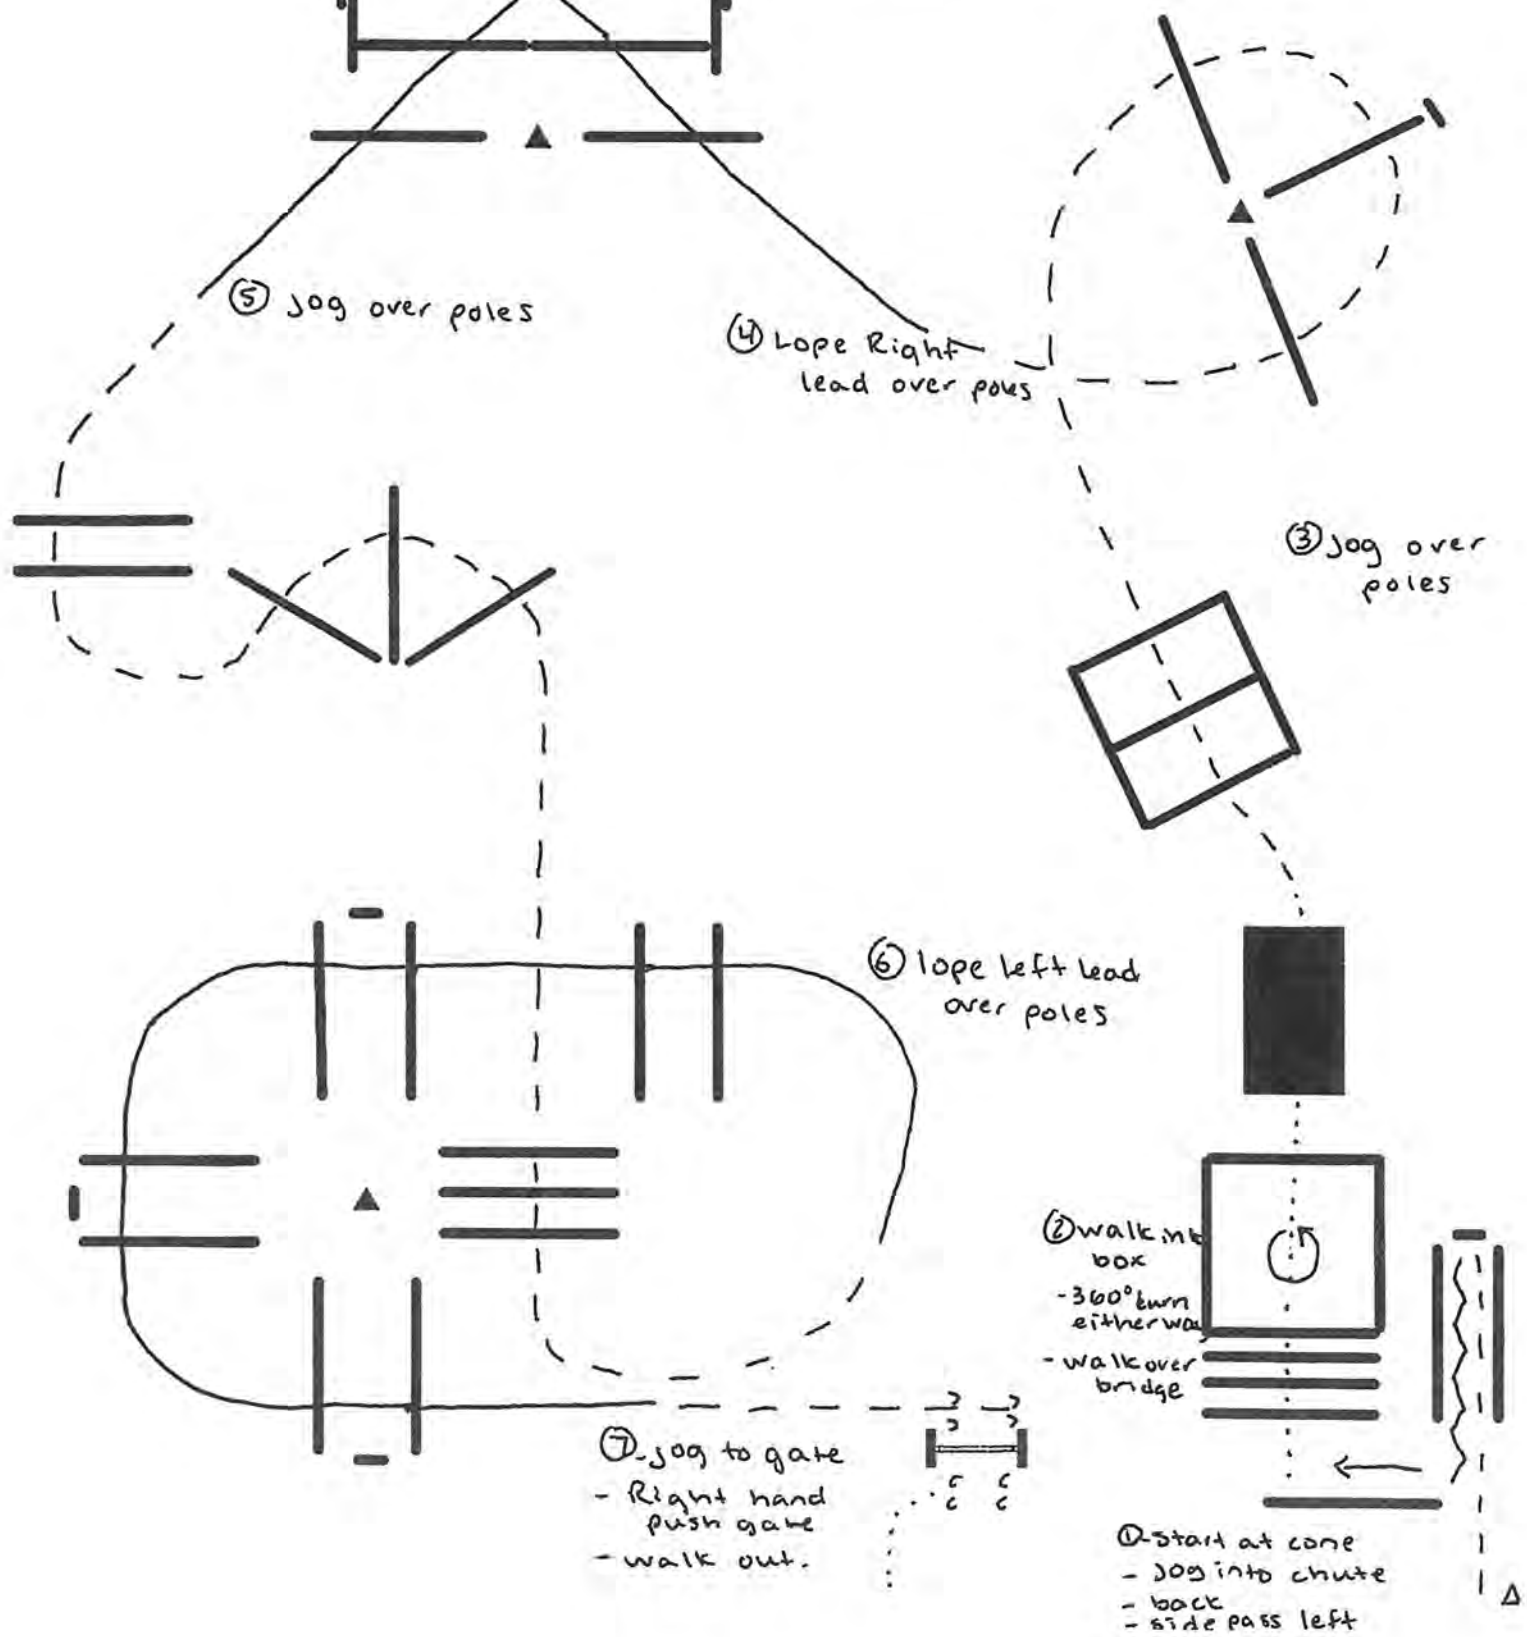 ⑤ Jog over poles
④ Lope Right
lead over poles
③ Jog over
poles
⑥ lope left lead
over poles
② walk into
box
-360° turn
either way
- walk over
bridge
⑦-jog to gate
- Right hand
push gate
- walk out.
①-start at cone
- Jog into chute
- back
- side pass left